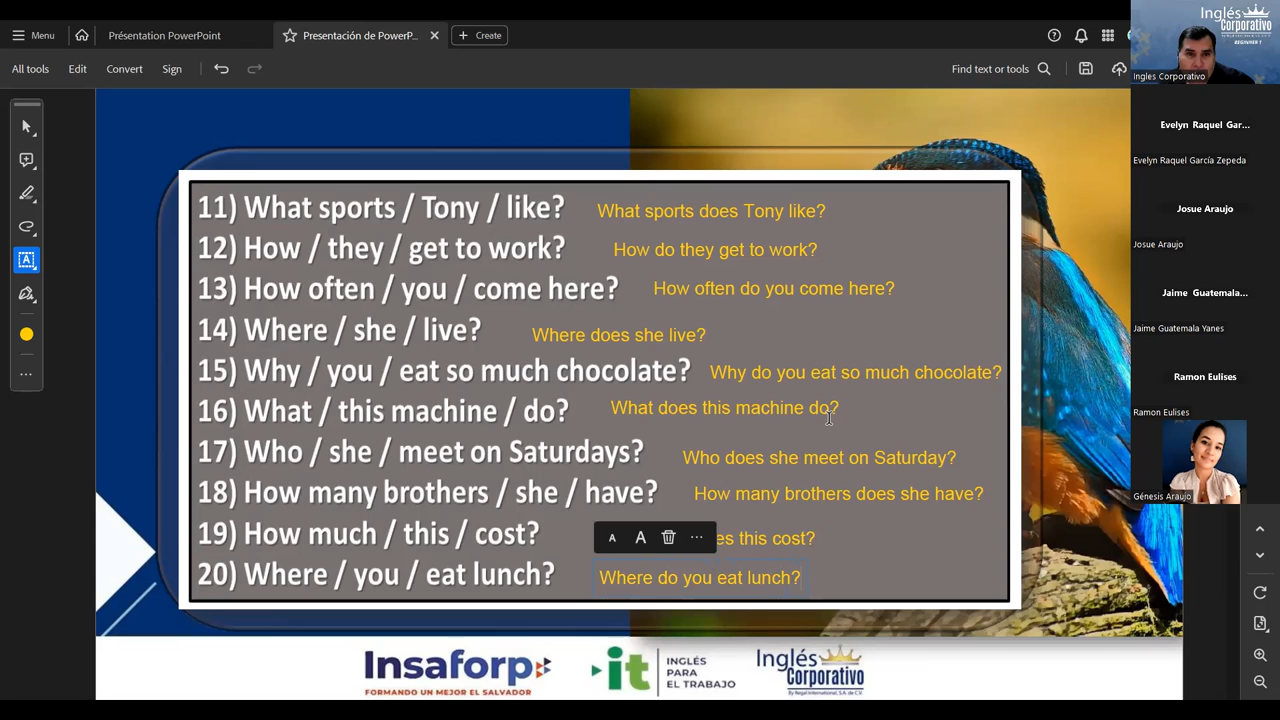 Menu
Présentation PowerPoint
Presentación de PowerP...
Create
All tools
Edit
Convert
Sign
Find text or tools
Inglés
Corporativo
BEGINNER 1
Ingles Corporativo
Evelyn Raquel Gar...
Evelyn Raquel García Zepeda
Josue Araujo
Josue Araujo
Jaime Guatemala...
Jaime Guatemala Yanes
Ramon Eulises
Ramon Eulises
Génesis Araujo
11) What sports / Tony / like? What sports does Tony like?
12) How / they / get to work? How do they get to work?
13) How often / you / come here? How often do you come here?
14) Where / she / live? Where does she live?
15) Why / you / eat so much chocolate? Why do you eat so much chocolate?
16) What / this machine / do? What does this machine do?
17) Who / she / meet on Saturdays? Who does she meet on Saturday?
18) How many brothers / she / have? How many brothers does she have?
19) How much / this / cost? es this cost?
20) Where / you / eat lunch? Where do you eat lunch?
Insaforp
FORMANDO UN MEJOR EL SALVADOR
it
INGLÉS
PARA
EL TRABAJO
Inglés
Corporativo
By Regal International, S.A. de C.V.